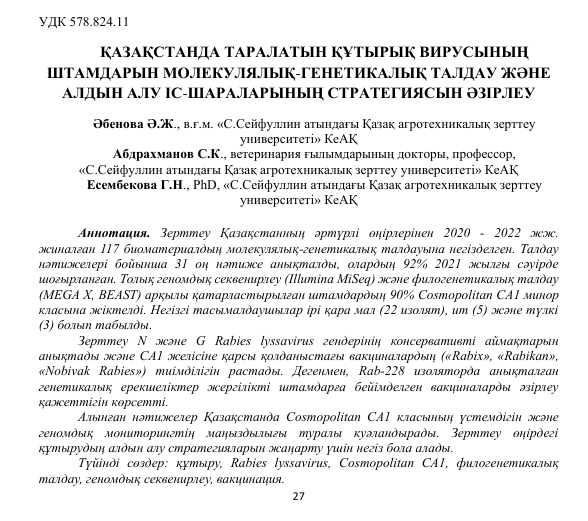 УДК 578.824.11
ҚАЗАҚСТАНДА ТАРАЛАТЫН ҚҰТЫРЫҚ ВИРУСЫНЫҢ
ШТАМДАРЫН МОЛЕКУЛЯЛЫҚ-ГЕНЕТИКАЛЫҚ ТАЛДАУ ЖӘНЕ
АЛДЫН АЛУ ІС-ШАРАЛАРЫНЫҢ СТРАТЕГИЯСЫН ӘЗІРЛЕУ
Әбенова Ә.Ж., в.ғ.м. «С.Сейфуллин атындағы Қазақ агротехникалық зерттеу
университеті» КеАҚ
Абдрахманов С.К., ветеринария ғылымдарының докторы, профессор,
«С.Сейфуллин атындағы Қазақ агротехникалық зерттеу университеті» КеАҚ
Есембекова Г.Н., PhD, «С.Сейфуллин атындағы Қазақ агротехникалық зерттеу
университеті» КеАҚ
Аннотация. Зерттеу Қазақстанның әртүрлі өңірлерінен 2020 - 2022 жж.
жиналған 117 биоматериалдың молекулялық-генетикалық талдауына негізделген. Талдау
нәтижелері бойынша 31 оң нәтиже анықталды, олардың 92% 2021 жылғы сәуірде
шоғырланған. Толық геномдық секвенирлеу (Illumina MiSeq) және филогенетикалық талдау
(MEGA X, BEAST) арқылы қатарластырылған штамдардың 90% Cosmopolitan CA1 минор
класына жіктелді. Негізгі тасымалдаушылар ірі қара мал (22 изолят), ит (5) және түлкі
(3) болып табылды.
Зерттеу N және G Rabies lyssavirus гендерінің консервативті аймақтарын
анықтады және CA1 желісіне қарсы қолданыстағы вакциналардың («Rabix», «Rabikan»,
«Nobivak Rabies») тиімділігін растады. Дегенмен, Rab-228 изоляторда анықталған
генетикалық ерекшеліктер жергілікті штамдарға бейімделген вакциналарды әзірлеу
қажеттігін көрсетті.
Алынған нәтижелер Қазақстанда Cosmopolitan CA1 класының үстемдігін және
геномдық мониторингтің маңыздылығы туралы куәландырады. Зерттеу өңірдегі
құтырудың алдын алу стратегияларын жаңарту үшін негіз бола алады.
Түйінді сөздер: құтыру, Rabies lyssavirus, Cosmopolitan CA1, филогенетикалық
талдау, геномдық секвенирлеу, вакцинация.
27